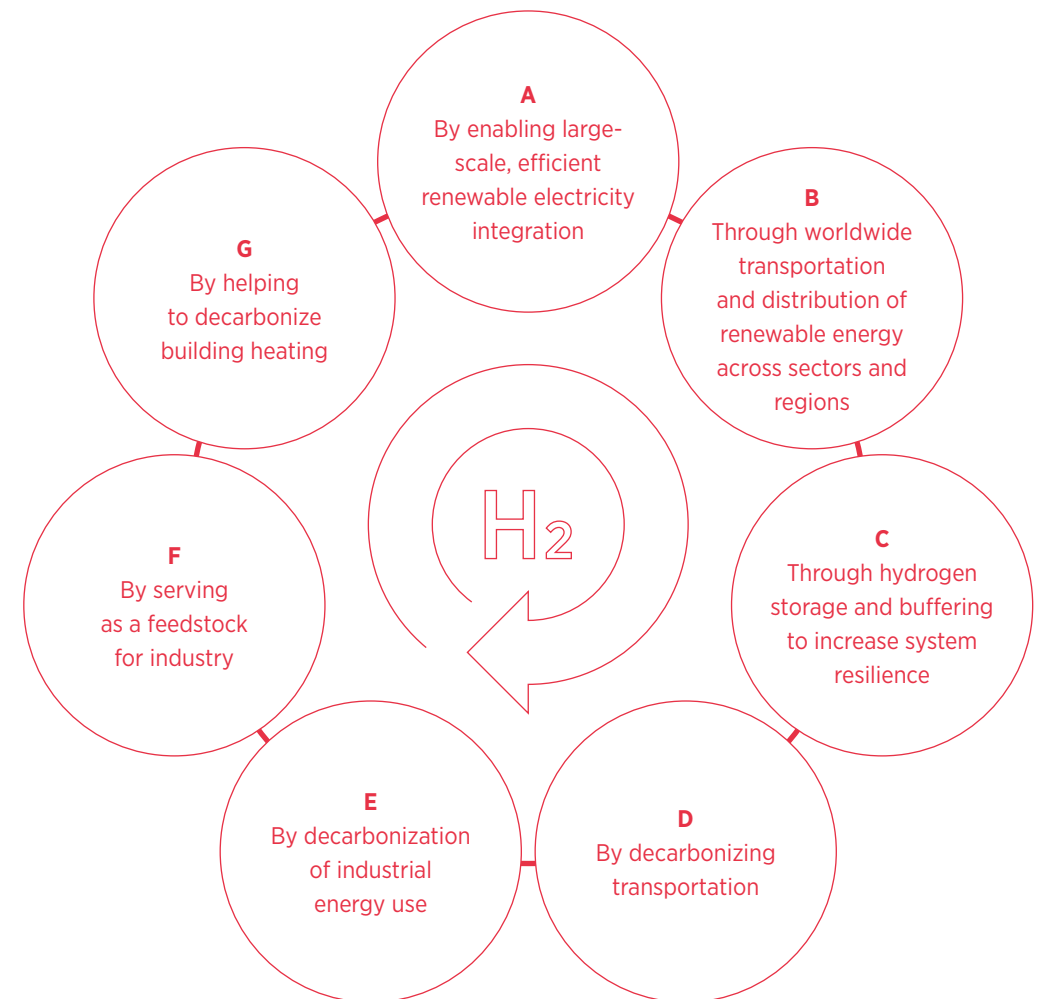 A
By enabling large-
scale, efficient
renewable electricity
integration
B
Through worldwide
transportation
and distribution of
renewable energy
across sectors and
regions
C
Through hydrogen
storage and buffering
to increase system
resilience
D
By decarbonizing
transportation
E
By decarbonization
of industrial
energy use
F
By serving
as a feedstock
for industry
G
By helping
to decarbonize
building heating
H2